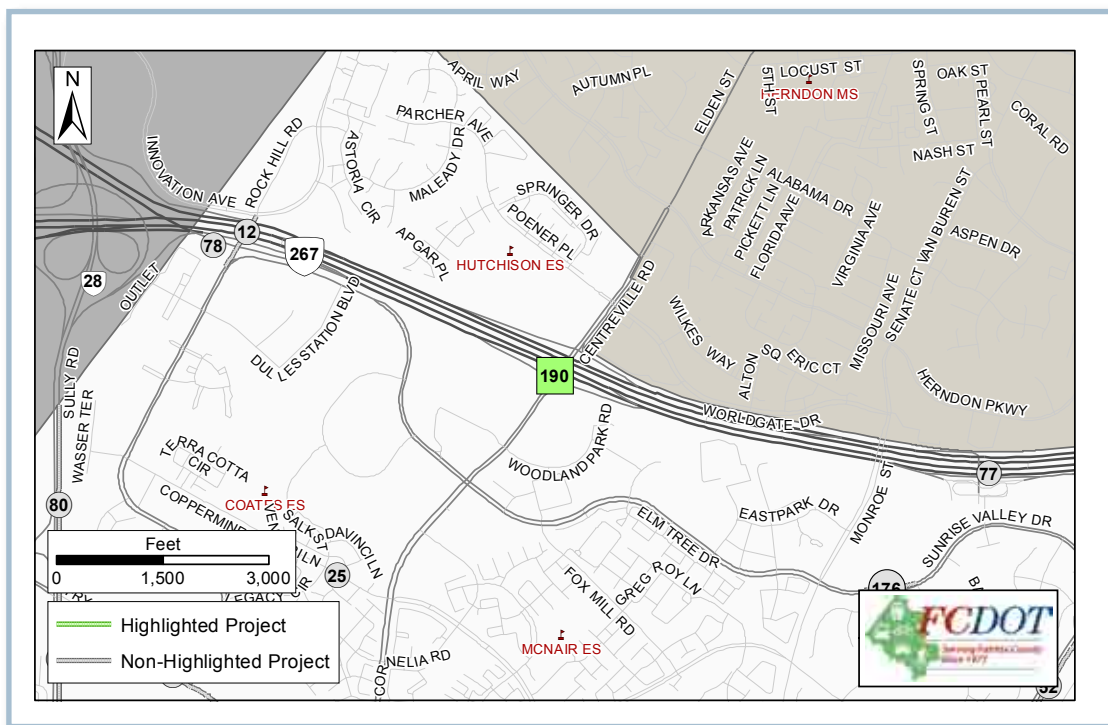 N
APRIL WAY
AUTUMN PL
ELDEN ST
5TH ST
LOCUST ST
HERNDON MS
SPRING ST
OAK ST
PEARL ST
CORAL RD
NASH ST
PARCHER AVE
MALEADY DR
ASTORIA CIR
ROCK HILL RD
INNOVATION AVE
SPRINGER DR
POENER PL
APGAR PL
HUTCHISON ES
ARKANSAS AVE
PATRICK LN
PICKETT LN
FLORIDA AVE
ALABAMA DR
VIRGINIA AVE
VAN BUREN ST
SENATE CT
MISSOURI AVE
ASPEN DR
12
78
267
28
OUTLET
CENTREVILLE RD
WILKES WAY
ALTON SQ
ERIC CT
HERNDON PKWY
DULLES STATION BLVD
190
WORLDGATE DR
WOODLAND PARK RD
SULLY RD
WASSER TER
TERRA COTTA CIR
COATES ES
COPPERMINE
SALK ST
DAVINCI LN
80
77
MONROE ST
EASTPARK DR
SUNRISE VALLEY DR
ELM TREE DR
FOX MILL RD
GREG ROY LN
25
176
LEGACY CIR
MCNAIR ES
CORNELIA RD
52
Feet
0 1,500 3,000
Highlighted Project
Non-Highlighted Project
FCDOT
Serving Fairfax County
Since 1977